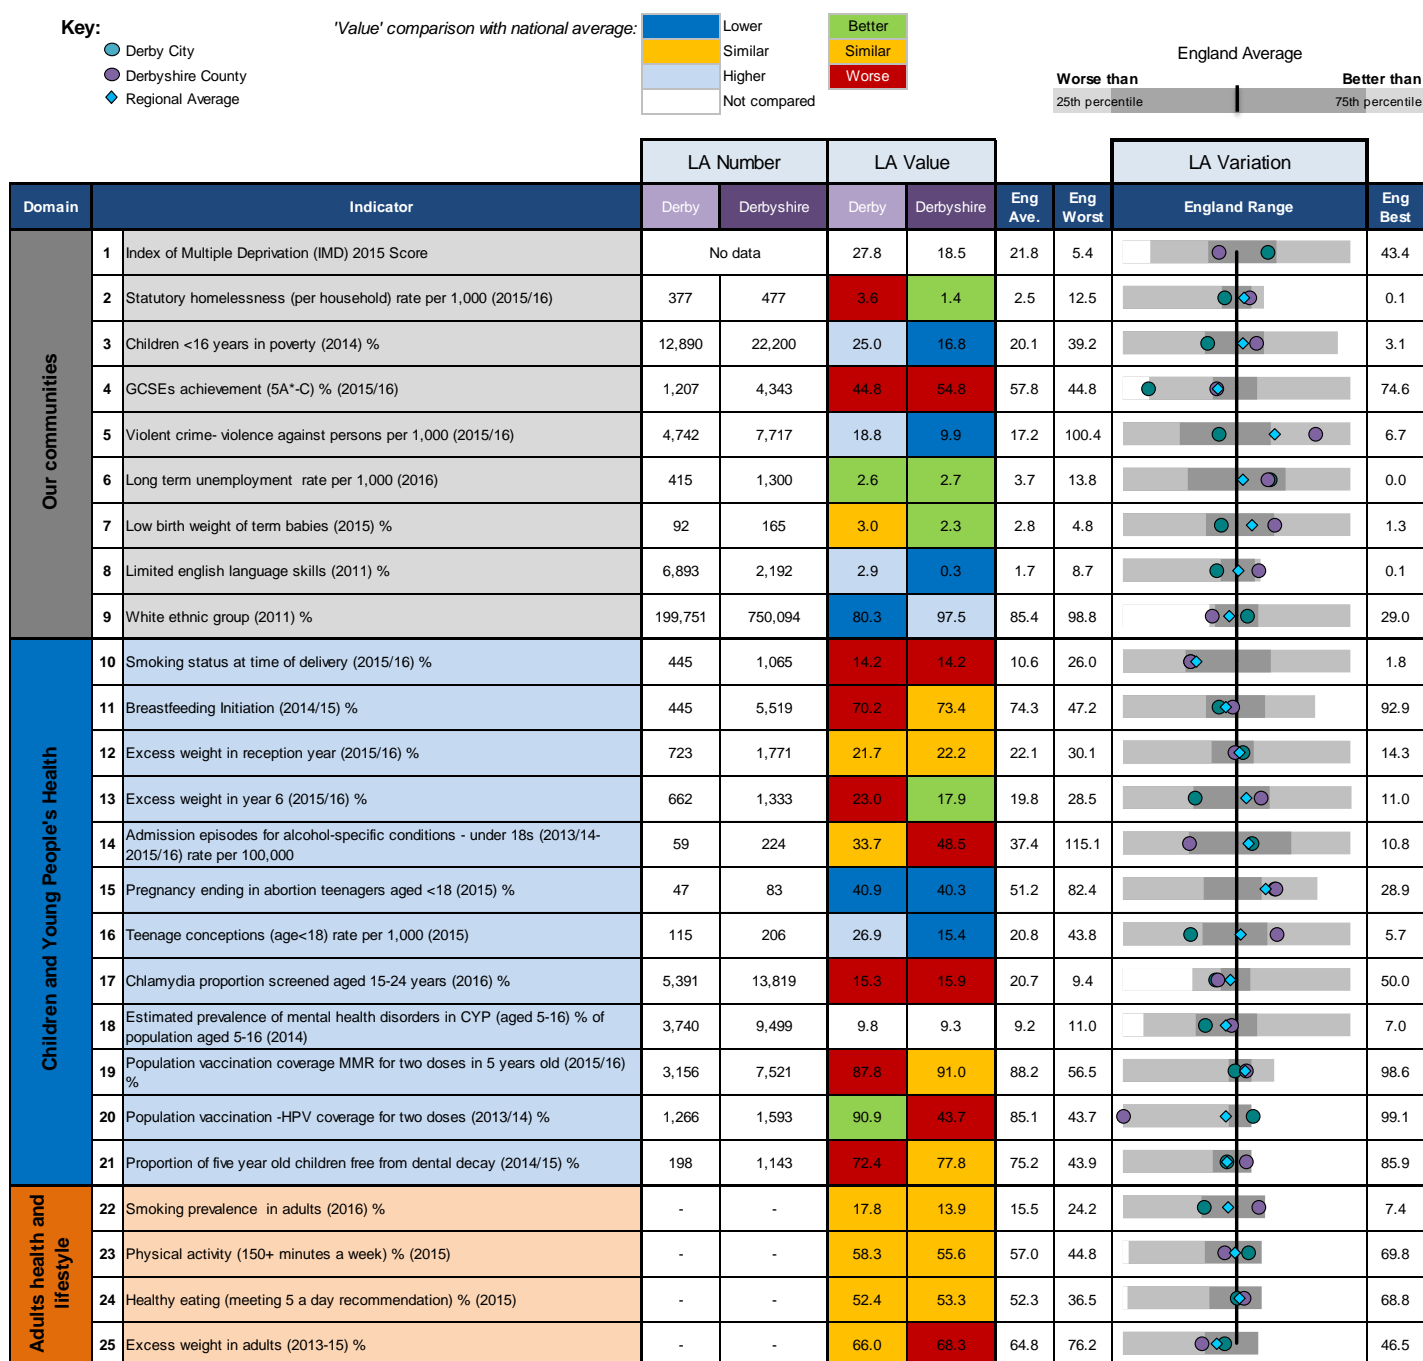 Key:
Derby City
Derbyshire County
Regional Average
'Value' comparison with national average:
Lower Better
Similar Similar
Higher Worse
Not compared
England Average
Worse than Better than
25th percentile 75th percentile
LA Number LA Value LA Variation
Domain Indicator Derby Derbyshire Derby Derbyshire Eng Ave. Eng Worst England Range Eng Best
Our communities
1 Index of Multiple Deprivation (IMD) 2015 Score No data 27.8 18.5 21.8 5.4 43.4
2 Statutory homelessness (per household) rate per 1,000 (2015/16) 377 477 3.6 1.4 2.5 12.5 0.1
3 Children <16 years in poverty (2014) % 12,890 22,200 25.0 16.8 20.1 39.2 3.1
4 GCSEs achievement (5A*-C) % (2015/16) 1,207 4,343 44.8 54.8 57.8 44.8 74.6
5 Violent crime- violence against persons per 1,000 (2015/16) 4,742 7,717 18.8 9.9 17.2 100.4 6.7
6 Long term unemployment rate per 1,000 (2016) 415 1,300 2.6 2.7 3.7 13.8 0.0
7 Low birth weight of term babies (2015) % 92 165 3.0 2.3 2.8 4.8 1.3
8 Limited english language skills (2011) % 6,893 2,192 2.9 0.3 1.7 8.7 0.1
9 White ethnic group (2011) % 199,751 750,094 80.3 97.5 85.4 98.8 29.0
Children and Young People's Health
10 Smoking status at time of delivery (2015/16) % 445 1,065 14.2 14.2 10.6 26.0 1.8
11 Breastfeeding Initiation (2014/15) % 445 5,519 70.2 73.4 74.3 47.2 92.9
12 Excess weight in reception year (2015/16) % 723 1,771 21.7 22.2 22.1 30.1 14.3
13 Excess weight in year 6 (2015/16) % 662 1,333 23.0 17.9 19.8 28.5 11.0
14 Admission episodes for alcohol-specific conditions - under 18s (2013/14-
2015/16) rate per 100,000 59 224 33.7 48.5 37.4 115.1 10.8
15 Pregnancy ending in abortion teenagers aged <18 (2015) % 47 83 40.9 40.3 51.2 82.4 28.9
16 Teenage conceptions (age<18) rate per 1,000 (2015) 115 206 26.9 15.4 20.8 43.8 5.7
17 Chlamydia proportion screened aged 15-24 years (2016) % 5,391 13,819 15.3 15.9 20.7 9.4 50.0
18 Estimated prevalence of mental health disorders in CYP (aged 5-16) % of
population aged 5-16 (2014) 3,740 9,499 9.8 9.3 9.2 11.0 7.0
19 Population vaccination coverage MMR for two doses in 5 years old (2015/16)
% 3,156 7,521 87.8 91.0 88.2 56.5 98.6
20 Population vaccination -HPV coverage for two doses (2013/14) % 1,266 1,593 90.9 43.7 85.1 43.7 99.1
21 Proportion of five year old children free from dental decay (2014/15) % 198 1,143 72.4 77.8 75.2 43.9 85.9
Adults health and
lifestyle
22 Smoking prevalence in adults (2016) % - - 17.8 13.9 15.5 24.2 7.4
23 Physical activity (150+ minutes a week) % (2015) - - 58.3 55.6 57.0 44.8 69.8
24 Healthy eating (meeting 5 a day recommendation) % (2015) - - 52.4 53.3 52.3 36.5 68.8
25 Excess weight in adults (2013-15) % - - 66.0 68.3 64.8 76.2 46.5